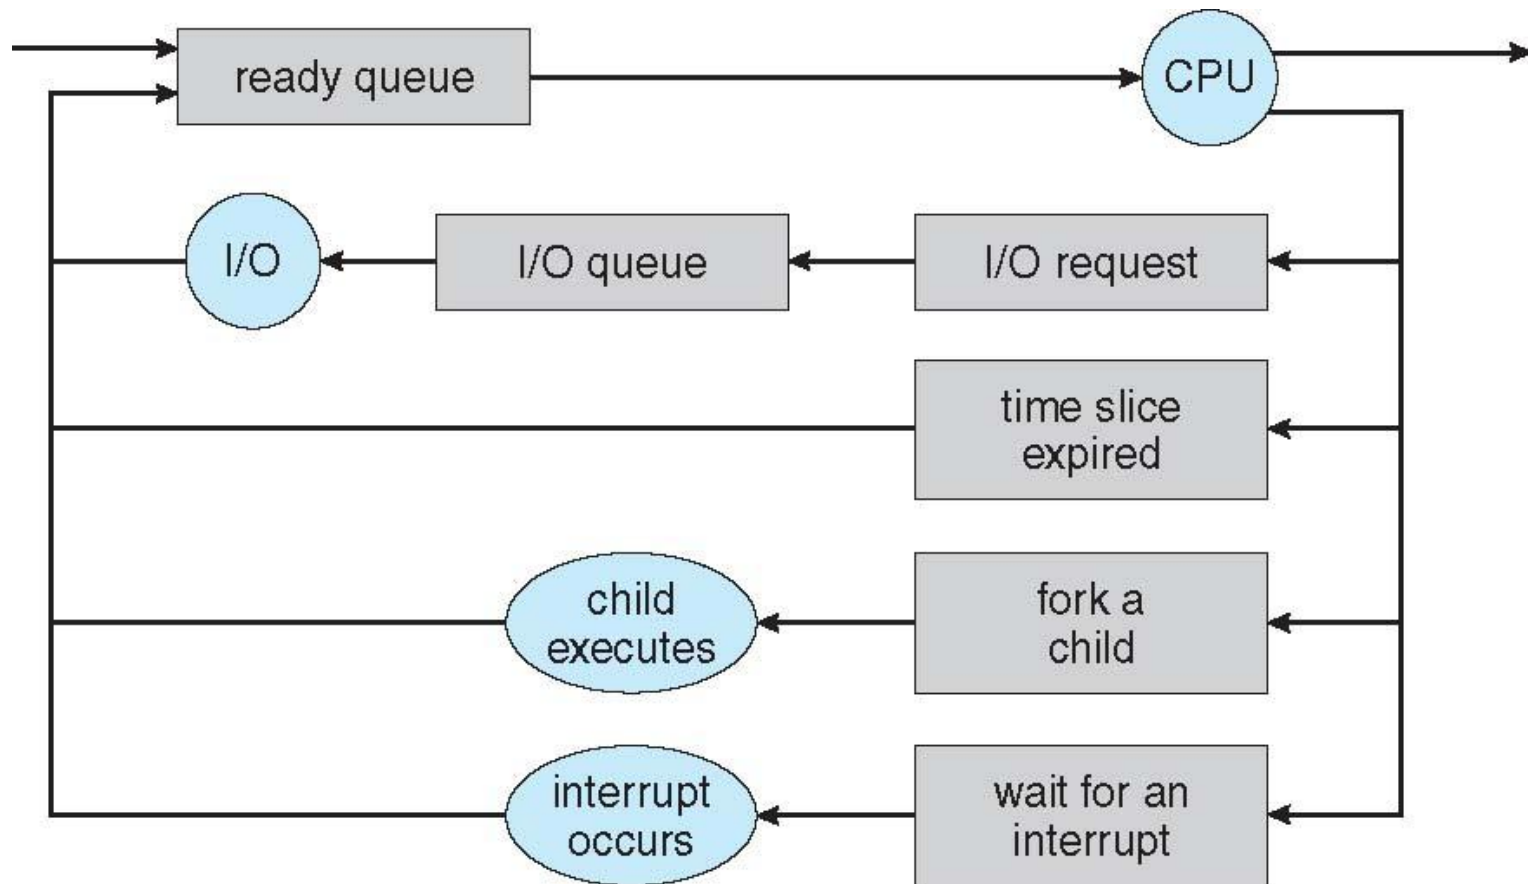 ready queue
CPU
I/O
I/O queue
I/O request
time slice
expired
child
executes
fork a
child
interrupt
occurs
wait for an
interrupt